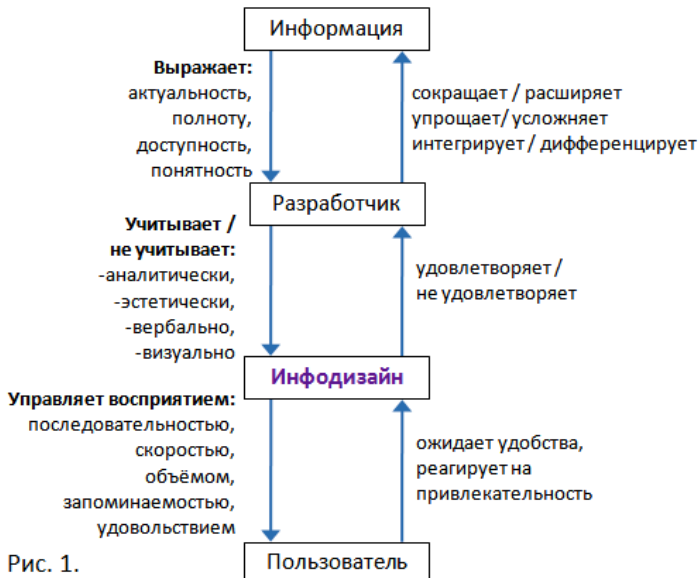 Информация
Выражает:
актуальность,
полноту,
доступность,
понятность
сокращает / расширяет
упрощает/ усложняет
интегрирует / дифференцирует
Разработчик
Учитывает /
не учитывает:
-аналитически,
-эстетически,
-вербально,
-визуально
удовлетворяет /
не удовлетворяет
Инфодизайн
Управляет восприятием:
последовательностью,
скоростью,
объёмом,
запоминаемостью,
удовольствием
ожидает удобства,
реагирует на
привлекательность
Рис. 1.
Пользователь